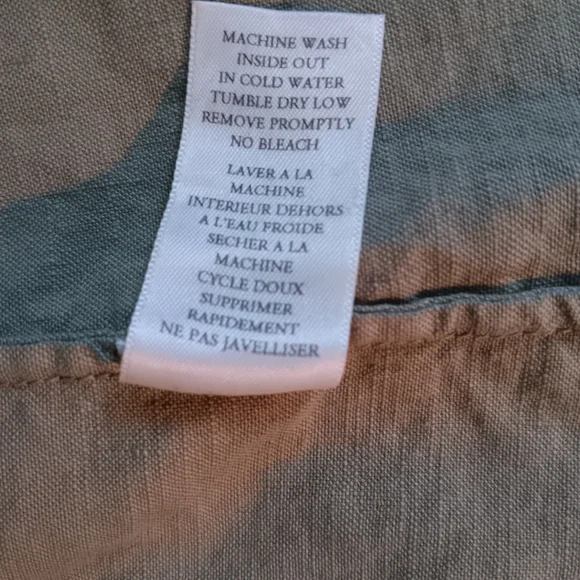 MACHINE WASH
INSIDE OUT
IN COLD WATER
TUMBLE DRY LOW
REMOVE PROMPTLY
NO BLEACH
LAVER A LA
MACHINE
INTERIEUR DEHORS
A L'EAU FROIDE
SECHER A LA
MACHINE
CYCLE DOUX
SUPPRIMER
RAPIDEMENT
NE PAS JAVELLISER